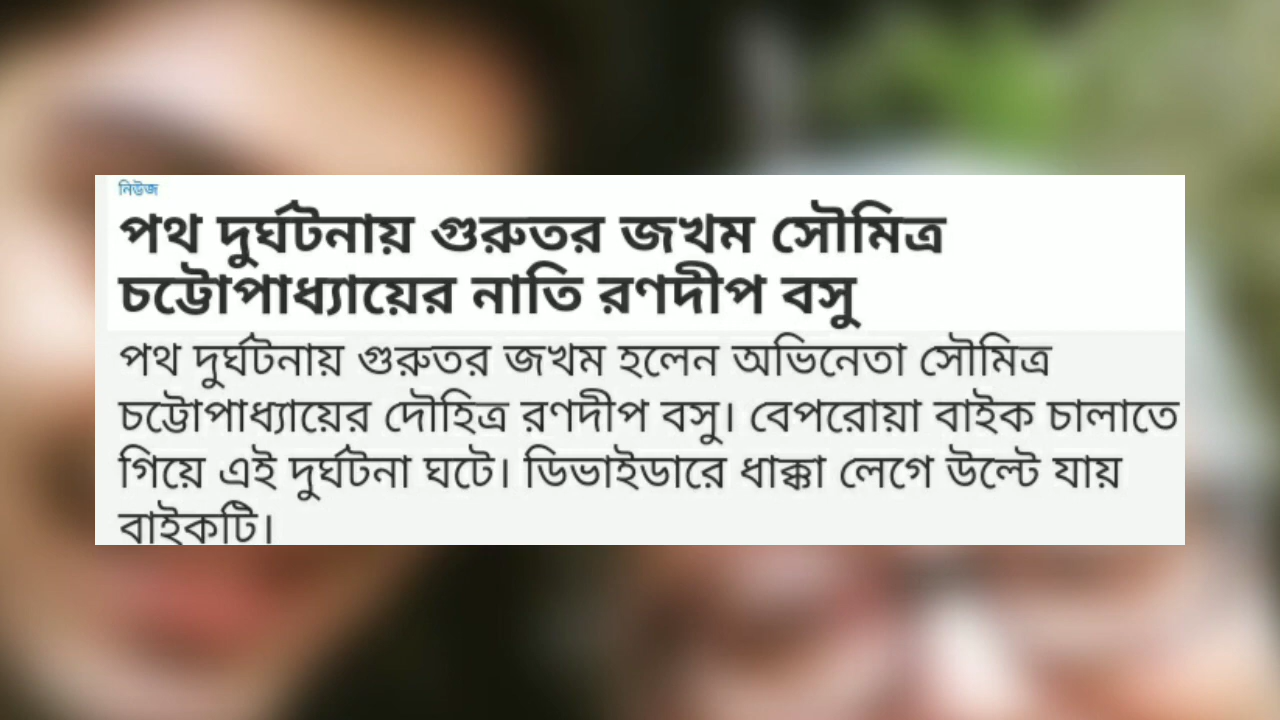 নিউজ
পথ দুর্ঘটনায় গুরুতর জখম সৌমিত্র
চট্টোপাধ্যায়ের নাতি রণদীপ বসু
পথ দুর্ঘটনায় গুরুতর জখম হলেন অভিনেতা সৌমিত্র
চট্টোপাধ্যায়ের দৌহিত্র রণদীপ বসু। বেপরোয়া বাইক চালাতে
গিয়ে এই দুর্ঘটনা ঘটে। ডিভাইডারে ধাক্কা লেগে উল্টে যায়
বাইকটি।